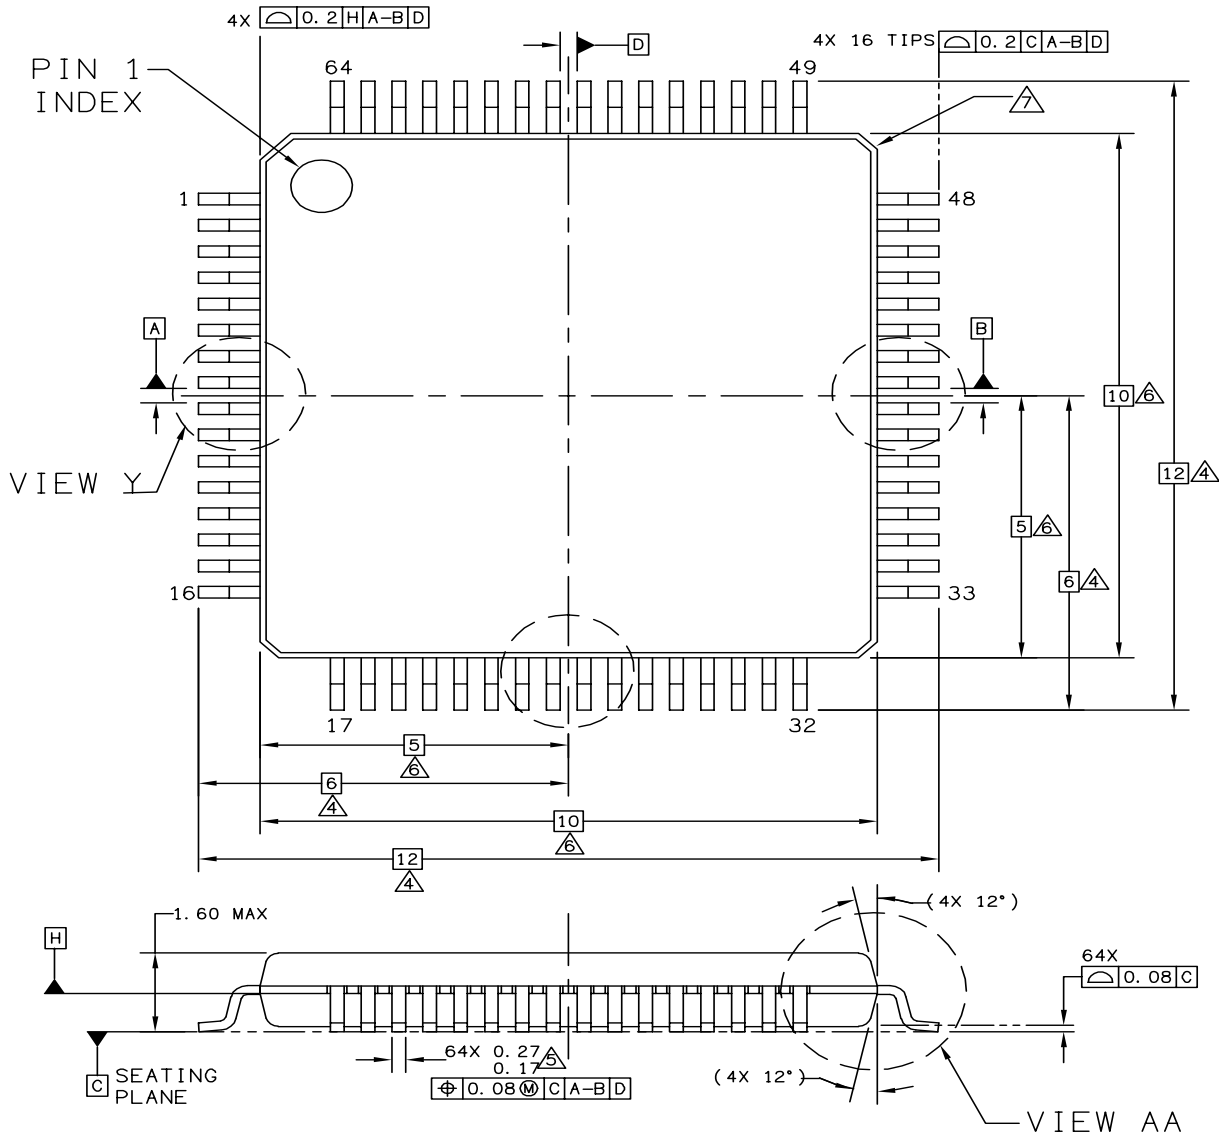 4X ⌓ 0.2 H A-B D
D
4X 16 TIPS ⌓ 0.2 C A-B D
PIN 1
INDEX
64
49
7
1
48
A
B
10 6
12 4
VIEW Y
5 6
6 4
16
33
17
32
5
6
6
4
10
6
12
4
1.60 MAX
(4X 12°)
H
64X
⌓ 0.08 C
64X 0.27
0.17
5
⌖ 0.08 Ⓜ C A-B D
(4X 12°)
C
SEATING
PLANE
VIEW AA